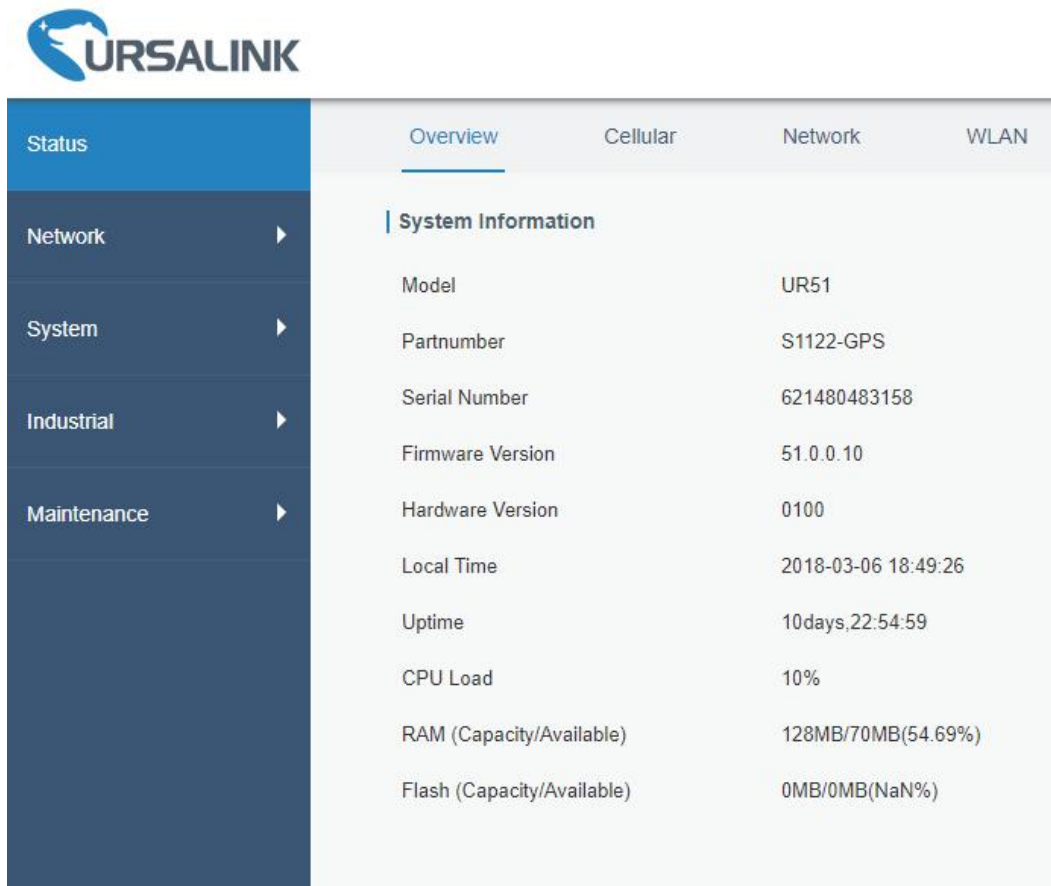 URSALINK
Status
Network
System
Industrial
Maintenance
Overview Cellular Network WLAN
System Information
Model UR51
Partnumber S1122-GPS
Serial Number 621480483158
Firmware Version 51.0.0.10
Hardware Version 0100
Local Time 2018-03-06 18:49:26
Uptime 10days,22:54:59
CPU Load 10%
RAM (Capacity/Available) 128MB/70MB(54.69%)
Flash (Capacity/Available) 0MB/0MB(NaN%)